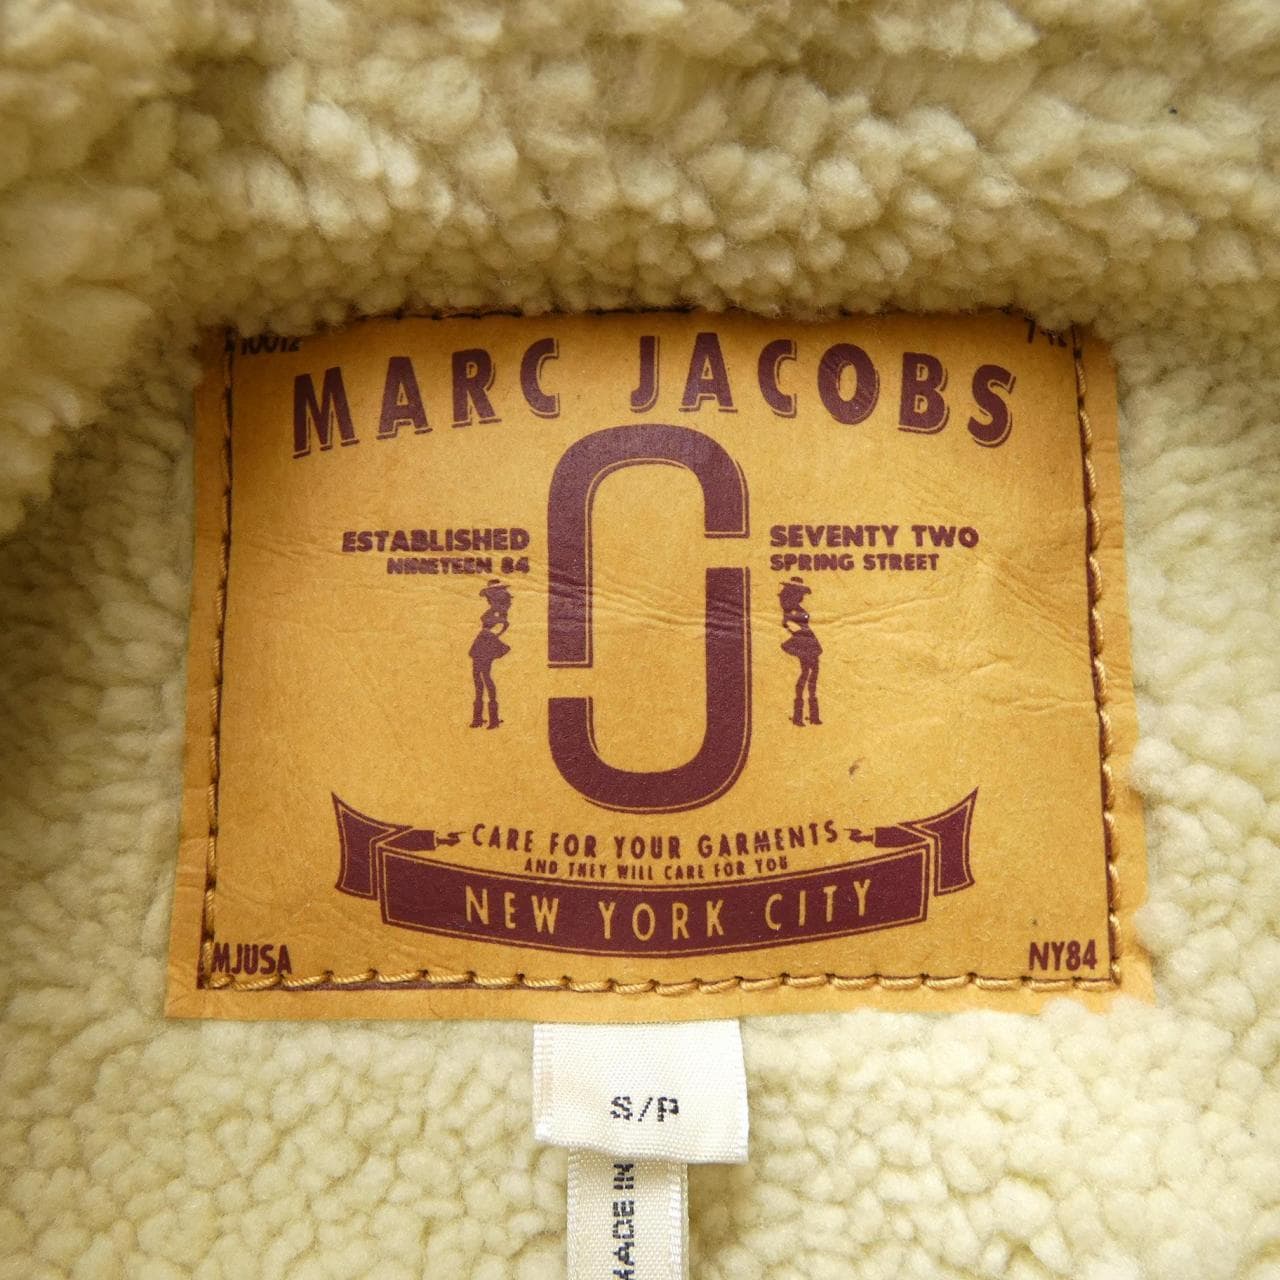 10012
MARC JACOBS
ESTABLISHED
NINETEEN 84
SEVENTY TWO
SPRING STREET
CARE FOR YOUR GARMENTS
AND THEY WILL CARE FOR YOU
NEW YORK CITY
MJUSA
NY84
S/P
MADE IN